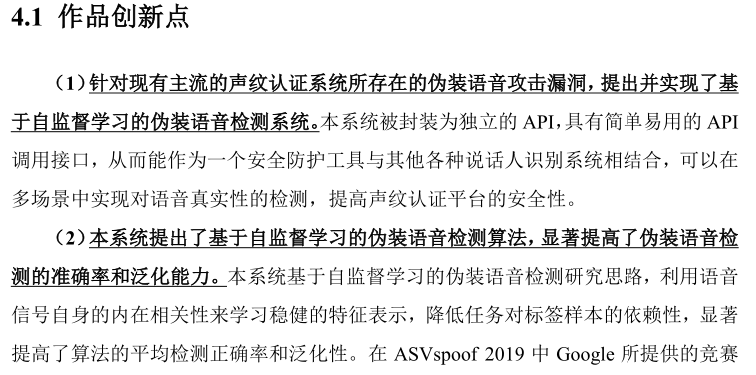 4.1 作品创新点
（1）针对现有主流的声纹认证系统所存在的伪装语音攻击漏洞，提出并实现了基
于自监督学习的伪装语音检测系统。本系统被封装为独立的 API，具有简单易用的 API
调用接口，从而能作为一个安全防护工具与其他各种说话人识别系统相结合，可以在
多场景中实现对语音真实性的检测，提高声纹认证平台的安全性。
（2）本系统提出了基于自监督学习的伪装语音检测算法，显著提高了伪装语音检
测的准确率和泛化能力。本系统基于自监督学习的伪装语音检测研究思路，利用语音
信号自身的内在相关性来学习稳健的特征表示，降低任务对标签样本的依赖性，显著
提高了算法的平均检测正确率和泛化性。在 ASVspoof 2019 中 Google 所提供的竞赛